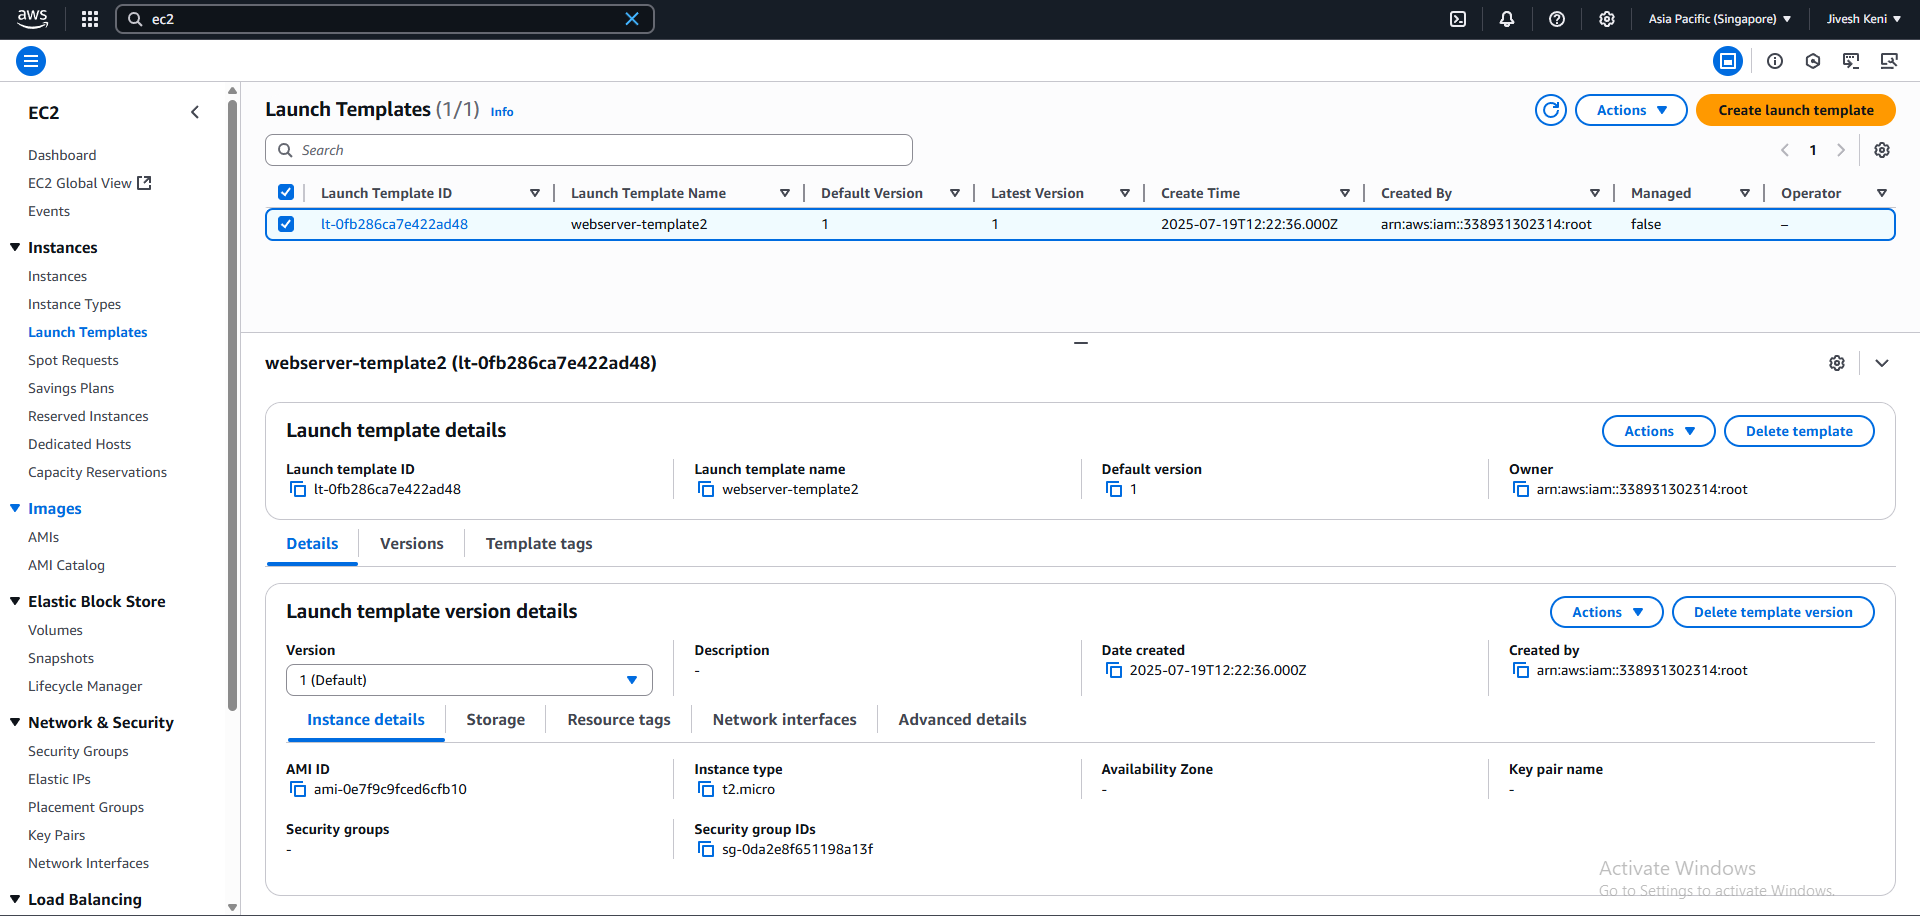 aws
ec2
Asia Pacific (Singapore)
Jivesh Keni
EC2
Dashboard
EC2 Global View
Events
Instances
Instances
Instance Types
Launch Templates
Spot Requests
Savings Plans
Reserved Instances
Dedicated Hosts
Capacity Reservations
Images
AMIs
AMI Catalog
Elastic Block Store
Volumes
Snapshots
Lifecycle Manager
Network & Security
Security Groups
Elastic IPs
Placement Groups
Key Pairs
Network Interfaces
Load Balancing
Launch Templates (1/1) Info
Actions
Create launch template
Search
1
Launch Template ID Launch Template Name Default Version Latest Version Create Time Created By Managed Operator
lt-0fb286ca7e422ad48 webserver-template2 1 1 2025-07-19T12:22:36.000Z arn:aws:iam::338931302314:root false –
webserver-template2 (lt-0fb286ca7e422ad48)
Launch template details
Actions
Delete template
Launch template ID Launch template name Default version Owner
lt-0fb286ca7e422ad48 webserver-template2 1 arn:aws:iam::338931302314:root
Details Versions Template tags
Launch template version details
Actions
Delete template version
Version Description Date created Created by
1 (Default) - 2025-07-19T12:22:36.000Z arn:aws:iam::338931302314:root
Instance details Storage Resource tags Network interfaces Advanced details
AMI ID Instance type Availability Zone Key pair name
ami-0e7f9c9fced6cfb10 t2.micro - -
Security groups Security group IDs
- sg-0da2e8f651198a13f
Activate Windows
Go to Settings to activate Windows.